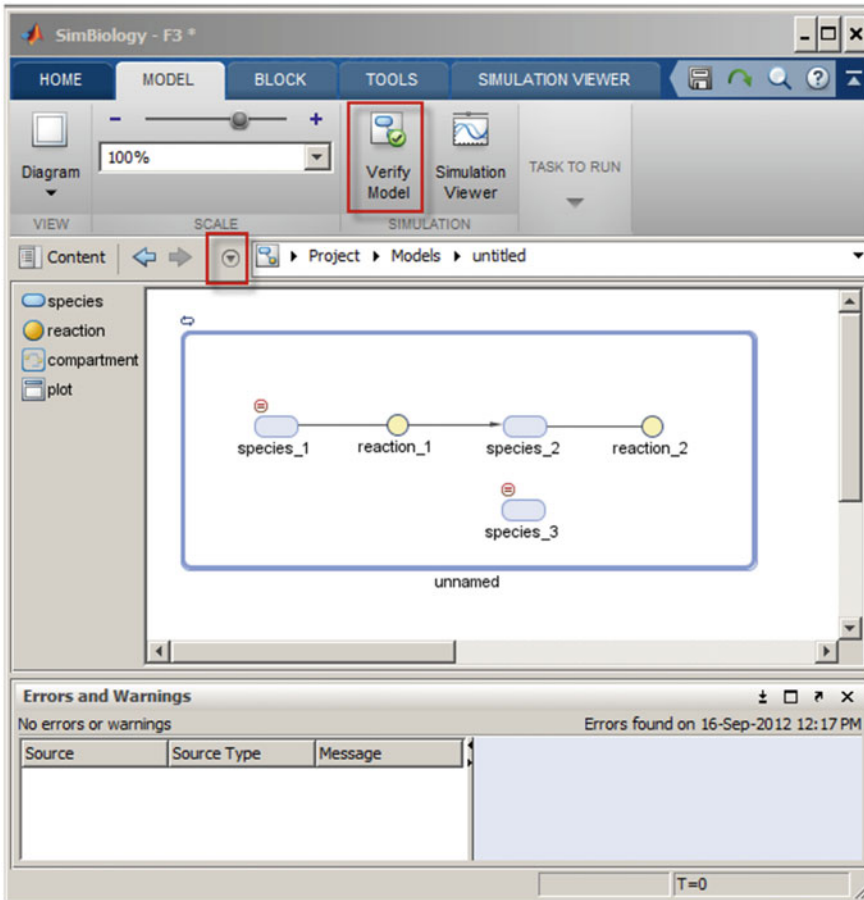 SimBiology - F3 *
HOME MODEL BLOCK TOOLS SIMULATION VIEWER
100%
Diagram
Verify Model
Simulation Viewer
TASK TO RUN
VIEW SCALE SIMULATION
Content Project Models untitled
species
reaction
compartment
plot
species_1 reaction_1 species_2 reaction_2
species_3
unnamed
Errors and Warnings
No errors or warnings Errors found on 16-Sep-2012 12:17 PM
Source Source Type Message
T=0